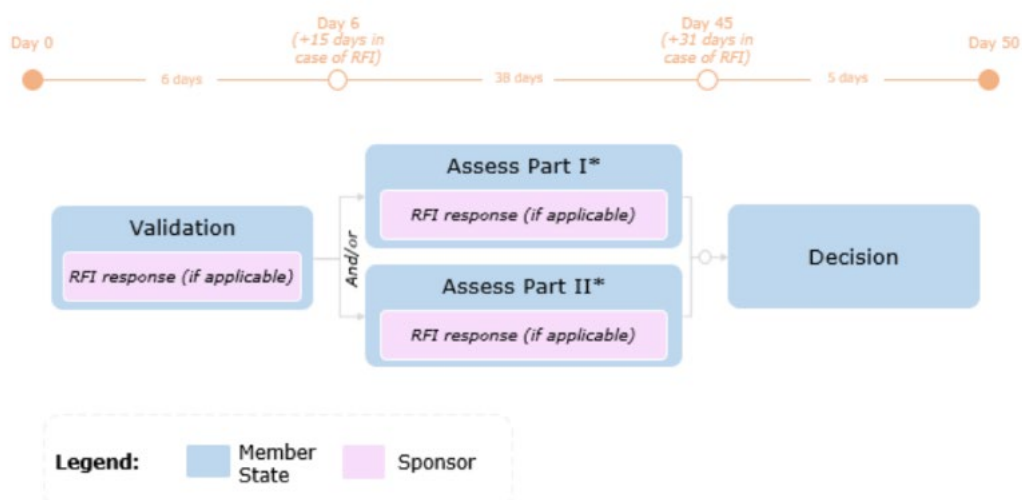 Day 0
Day 6
(+15 days in
case of RFI)
Day 45
(+31 days in
case of RFI)
Day 50
6 days
38 days
5 days
Validation
RFI response (if applicable)
And/or
Assess Part I*
RFI response (if applicable)
Assess Part II*
RFI response (if applicable)
Decision
Legend:
Member
State
Sponsor